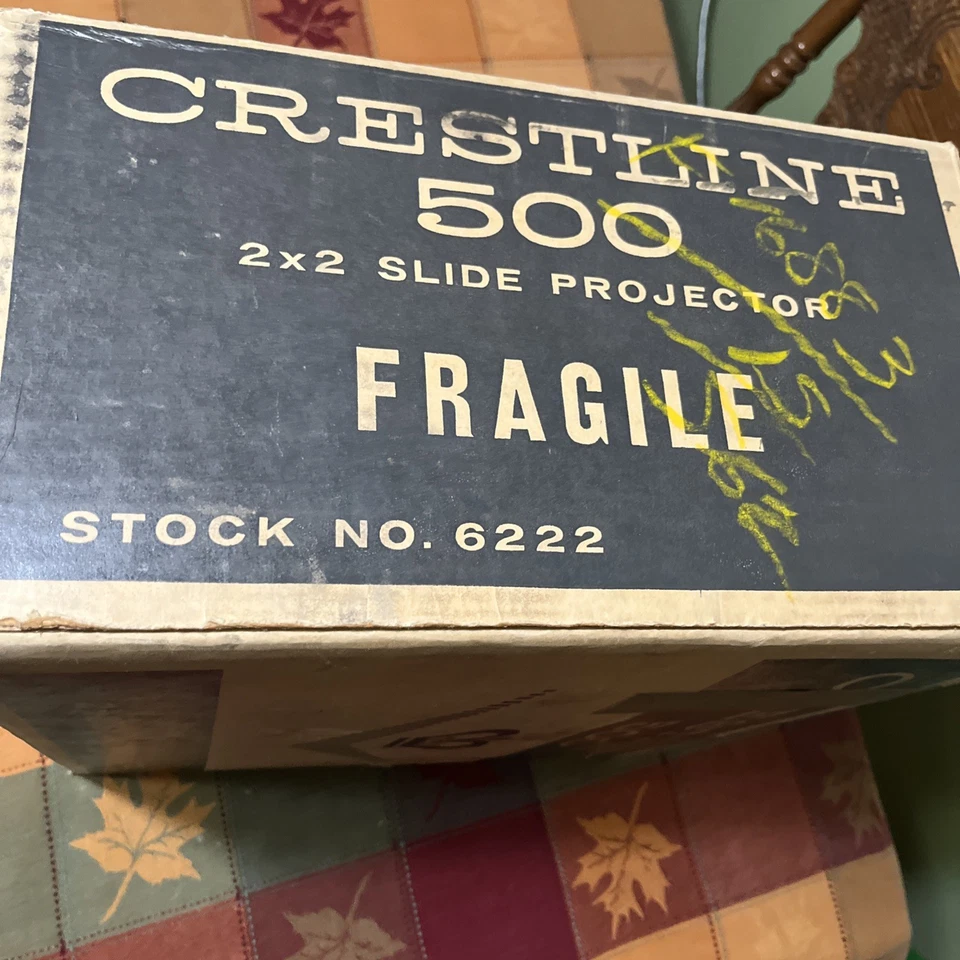 CRESTLINE
500
2x2 SLIDE PROJECTOR
FRAGILE
STOCK NO. 6222